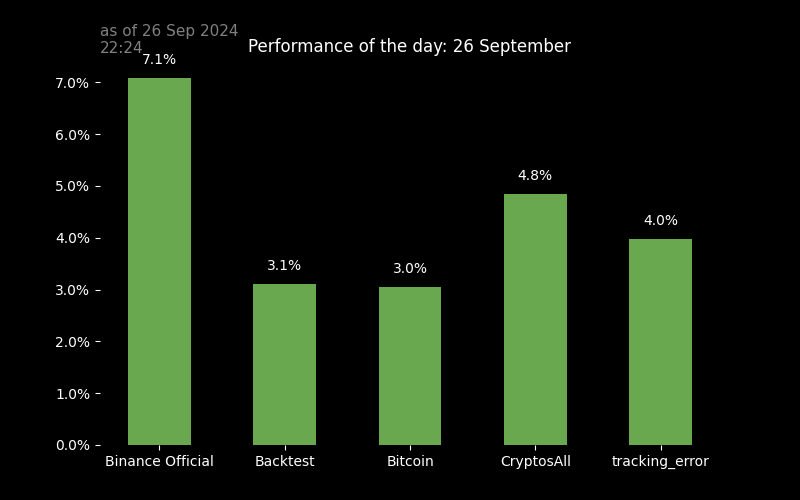 as of 26 Sep 2024
22:24
Performance of the day: 26 September
7.1%
7.0%
6.0%
5.0%
4.8%
4.0%
4.0%
3.1%
3.0%
3.0%
2.0%
1.0%
0.0%
Binance Official
Backtest
Bitcoin
CryptosAll
tracking_error